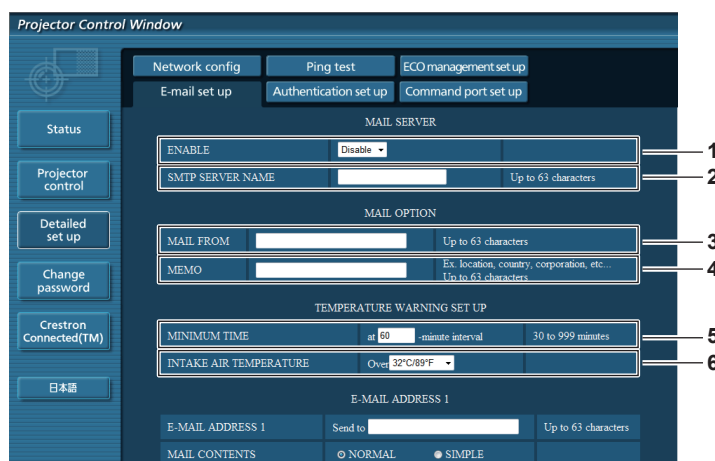 Projector Control Window
Network config
Ping test
ECO management set up
E-mail set up
Authentication set up
Command port set up
Status
Projector
control
Detailed
set up
Change
password
Crestron
Connected(TM)
日本語
MAIL SERVER
ENABLE Disable 1
SMTP SERVER NAME Up to 63 characters 2
MAIL OPTION
MAIL FROM Up to 63 characters 3
MEMO Ex. location, country, corporation, etc... 4
Up to 63 characters
TEMPERATURE WARNING SET UP
MINIMUM TIME at 60 -minute interval 30 to 999 minutes 5
INTAKE AIR TEMPERATURE Over 32°C/89°F 6
E-MAIL ADDRESS 1
E-MAIL ADDRESS 1 Send to Up to 63 characters
MAIL CONTENTS NORMAL SIMPLE